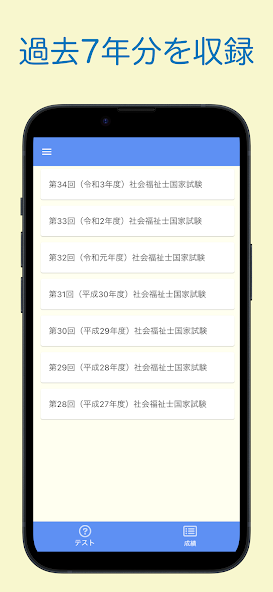 過去7年分を収録
第34回（令和3年度）社会福祉士国家試験
第33回（令和2年度）社会福祉士国家試験
第32回（令和元年度）社会福祉士国家試験
第31回（平成30年度）社会福祉士国家試験
第30回（平成29年度）社会福祉士国家試験
第29回（平成28年度）社会福祉士国家試験
第28回（平成27年度）社会福祉士国家試験
テスト
成績